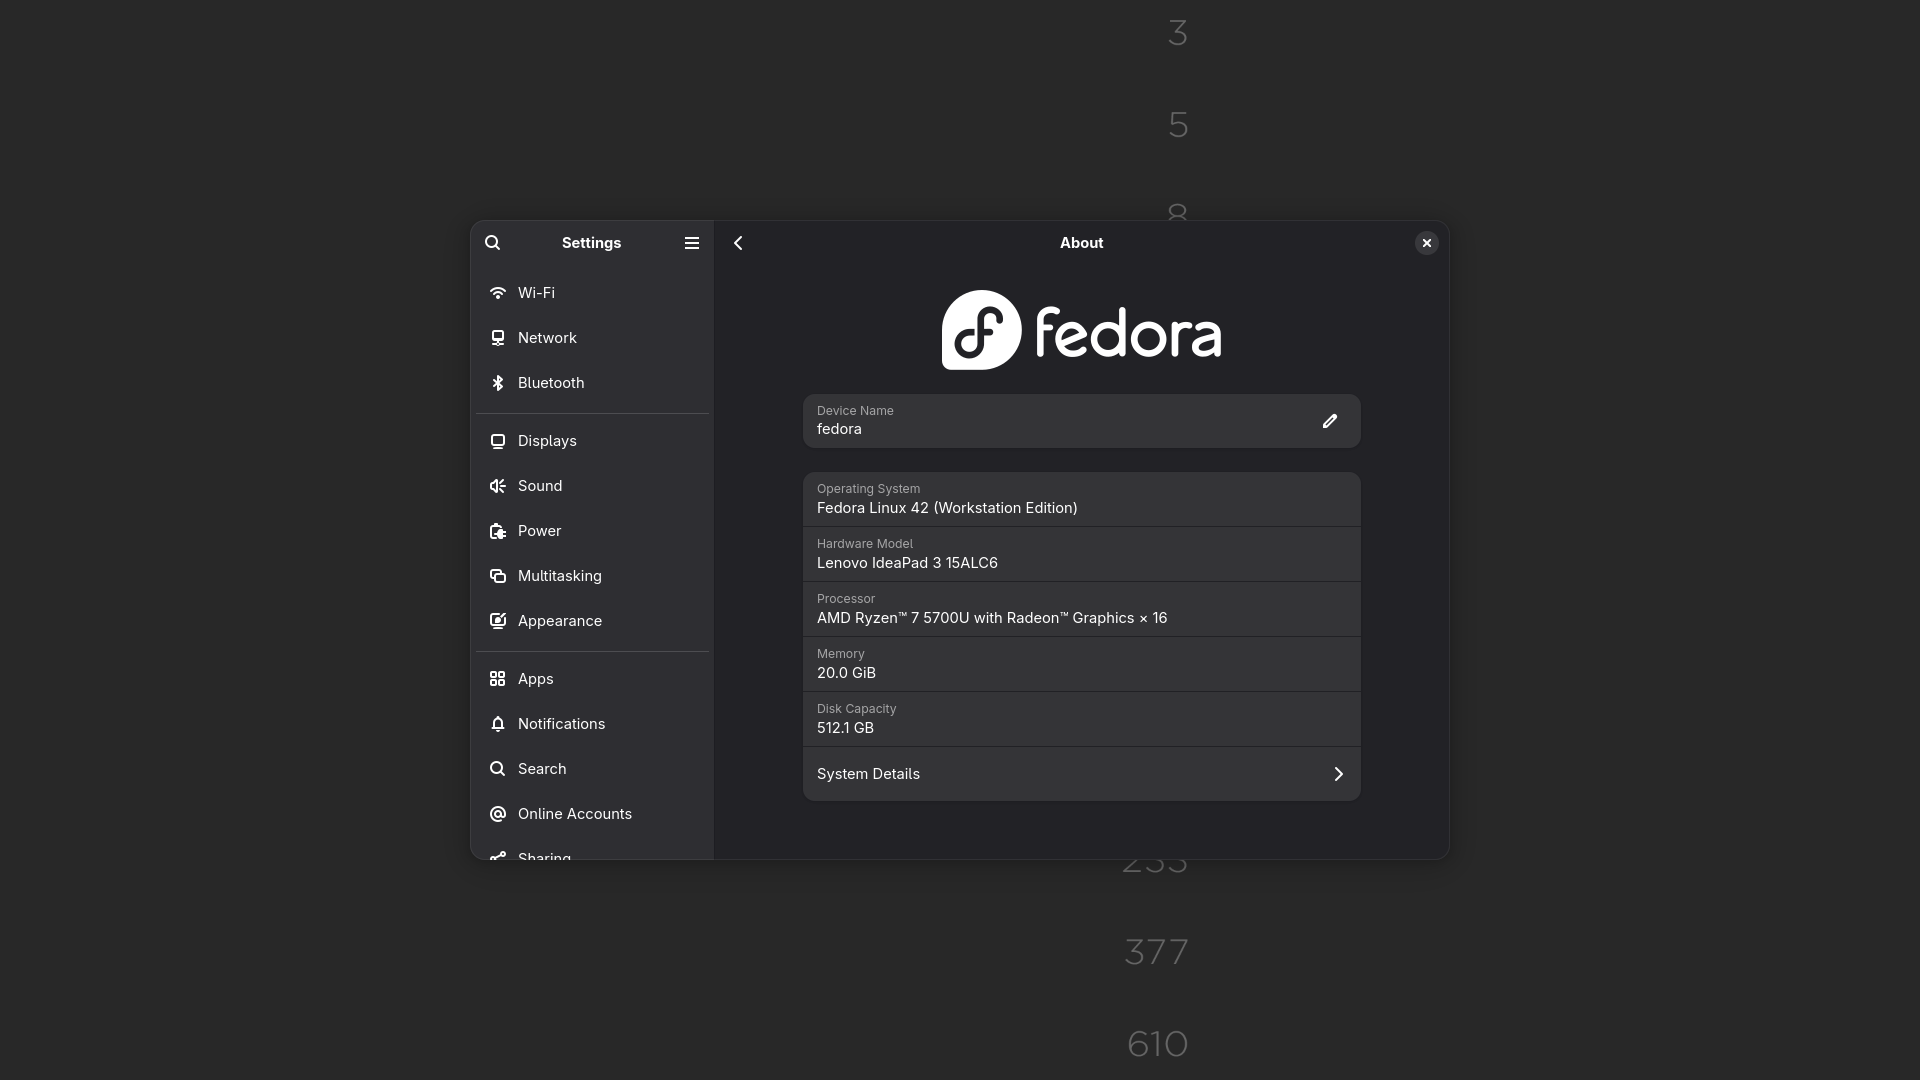 3
5
8
Settings
About
Wi-Fi
Network
Bluetooth
Displays
Sound
Power
Multitasking
Appearance
Apps
Notifications
Search
Online Accounts
Sharing
fedora
Device Name
fedora
Operating System
Fedora Linux 42 (Workstation Edition)
Hardware Model
Lenovo IdeaPad 3 15ALC6
Processor
AMD Ryzen™ 7 5700U with Radeon™ Graphics × 16
Memory
20.0 GiB
Disk Capacity
512.1 GB
System Details
233
377
610